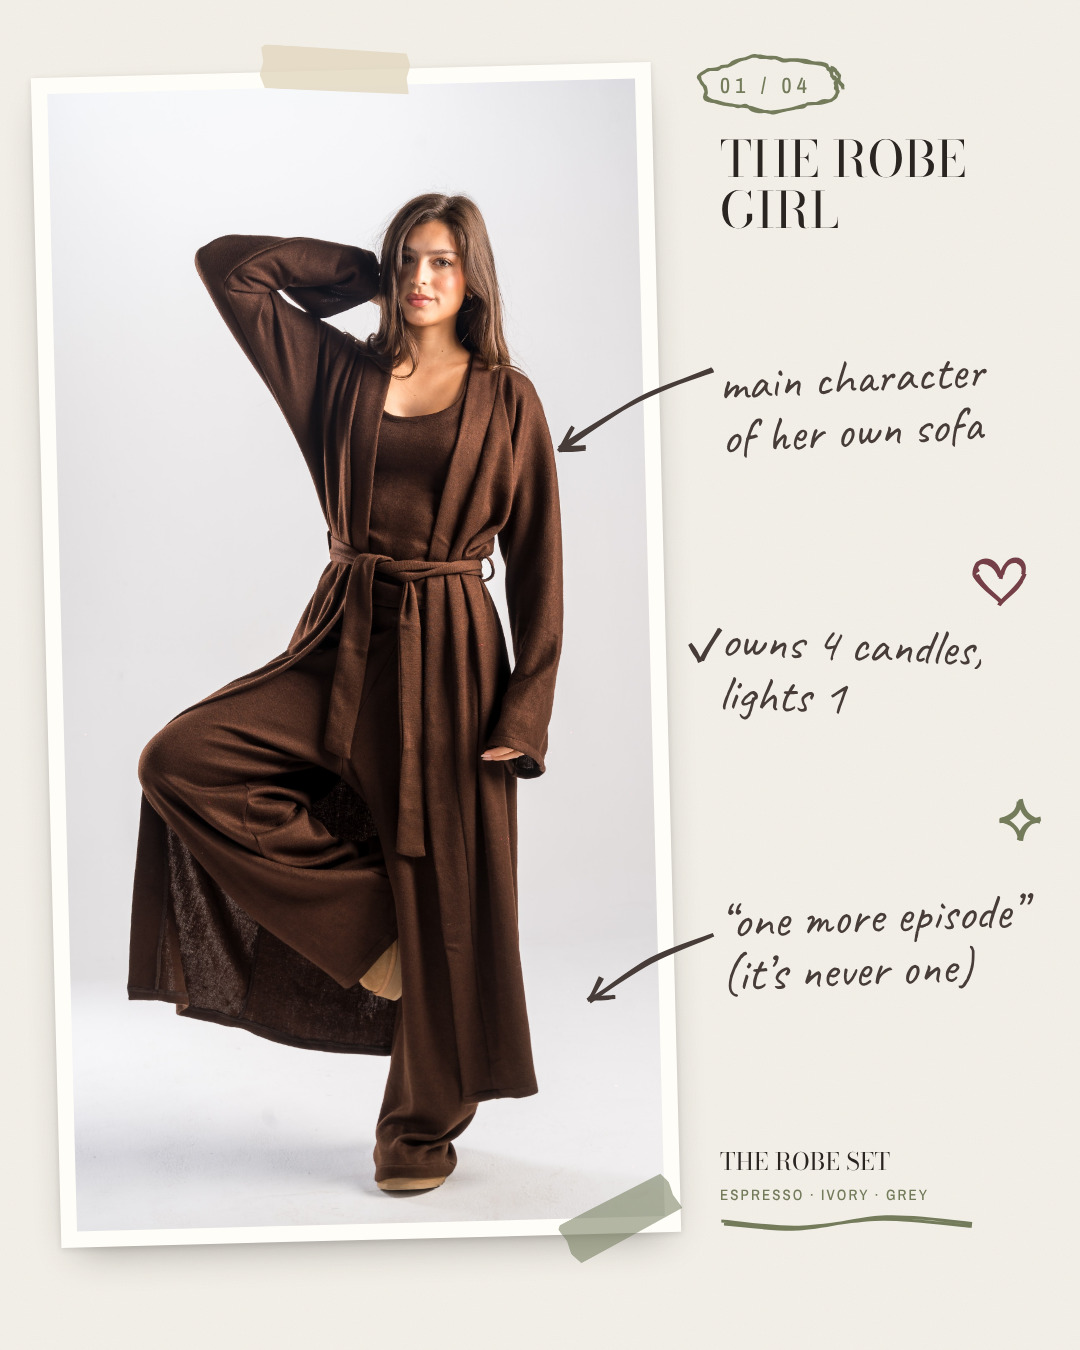 01 / 04
THE ROBE
GIRL
main character
of her own sofa
owns 4 candles,
lights 1
“one more episode”
(it’s never one)
THE ROBE SET
ESPRESSO · IVORY · GREY